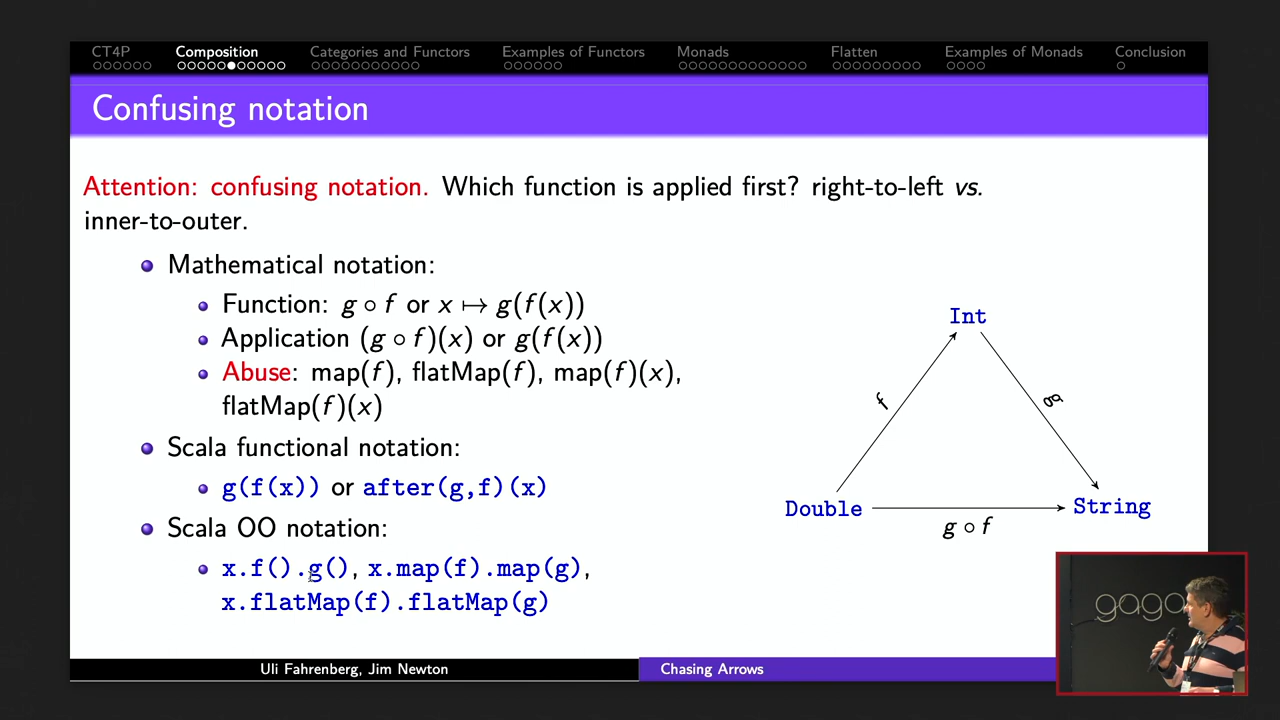 CT4P Composition Categories and Functors Examples of Functors Monads Flatten Examples of Monads Conclusion
Confusing notation
Attention: confusing notation. Which function is applied first? right-to-left vs.
inner-to-outer.
Mathematical notation:
Function: g ∘ f or x ↦ g(f(x))
Application (g ∘ f)(x) or g(f(x))
Abuse: map(f), flatMap(f), map(f)(x),
flatMap(f)(x)
Scala functional notation:
g(f(x)) or after(g,f)(x)
Scala OO notation:
x.f().g(), x.map(f).map(g),
x.flatMap(f).flatMap(g)
Int
f
g
Double
String
g ∘ f
gaga
Uli Fahrenberg, Jim Newton
Chasing Arrows